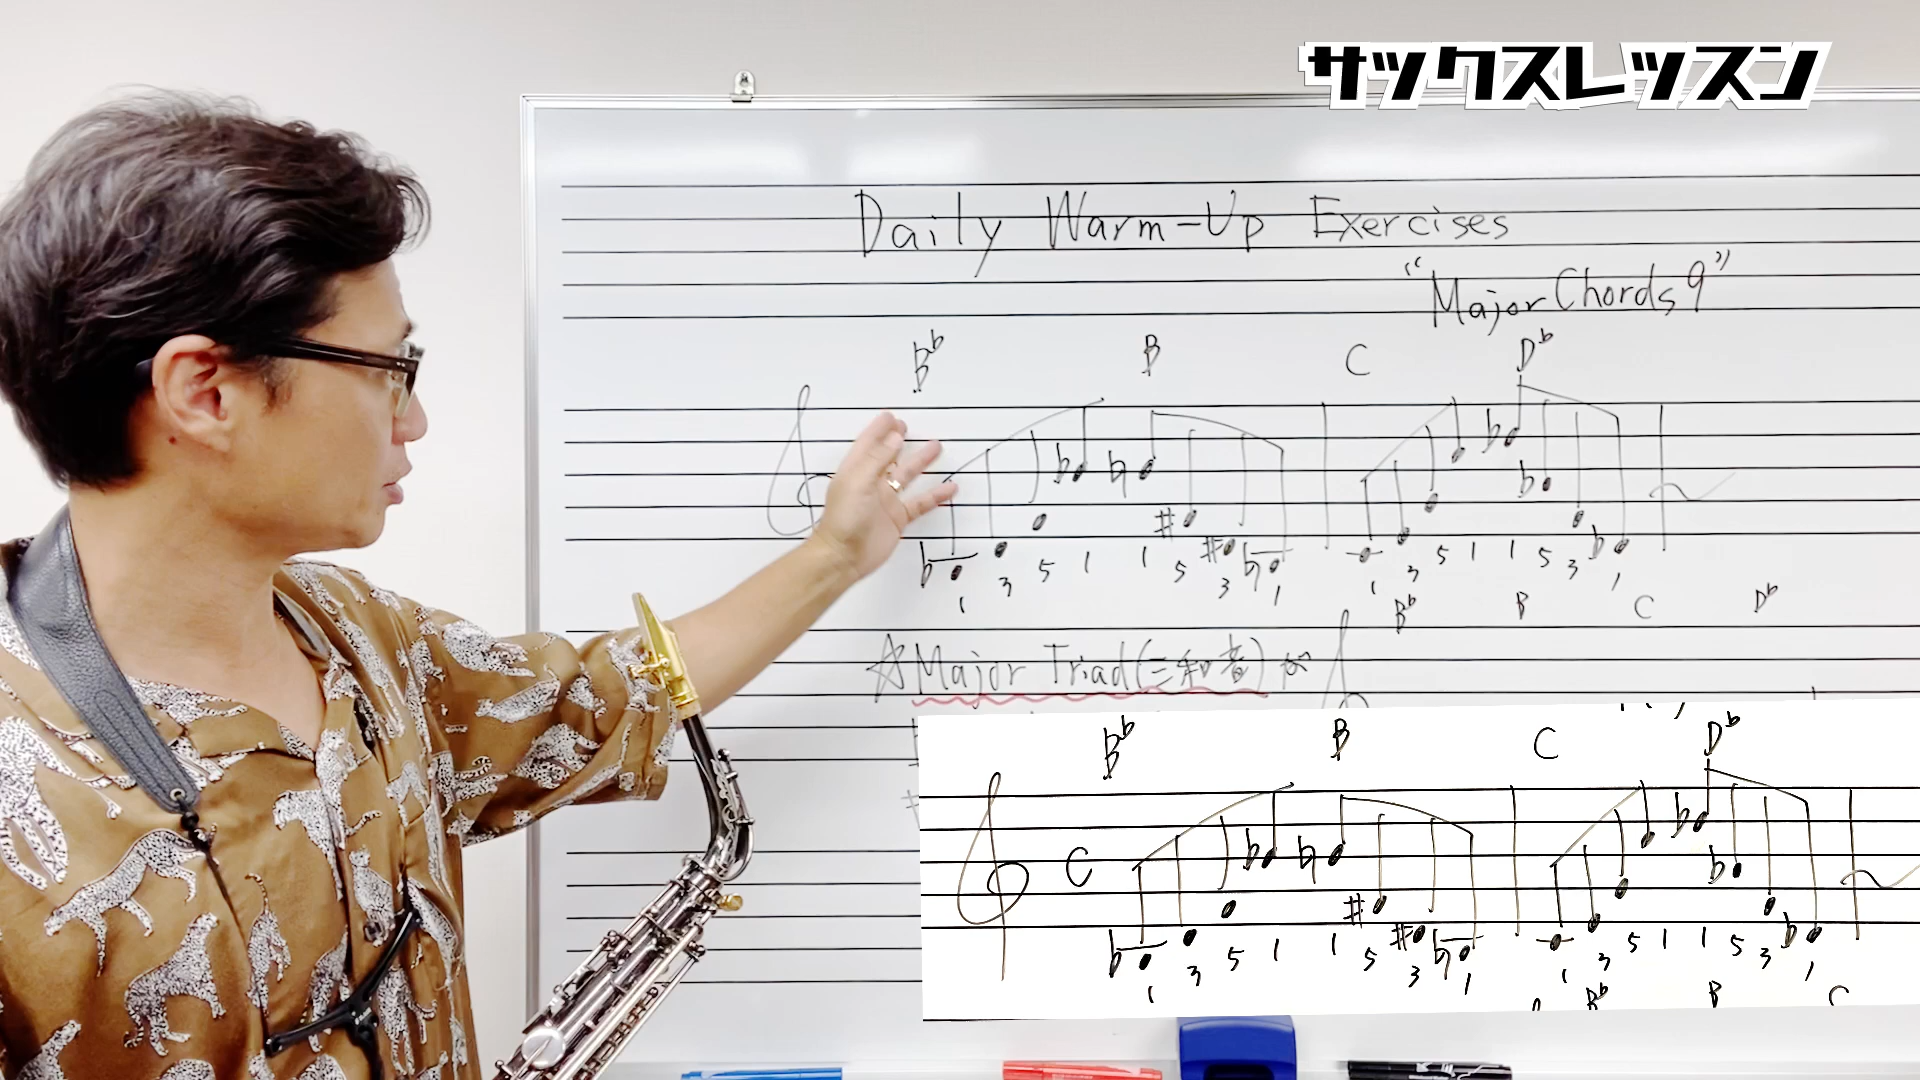 サックスレッスン
Daily Warm-Up Exercises
"Major Chords 9"
B♭ B C D♭
1 3 5 1 1 5 3 1 1 3 5 1 1 5 3 1
B♭ B C D♭
☆Major Triad(三和音)が
B♭ B C D♭
C
1 3 5 1 1 5 3 1 1 3 5 1 1 5 3 1
B♭ B C